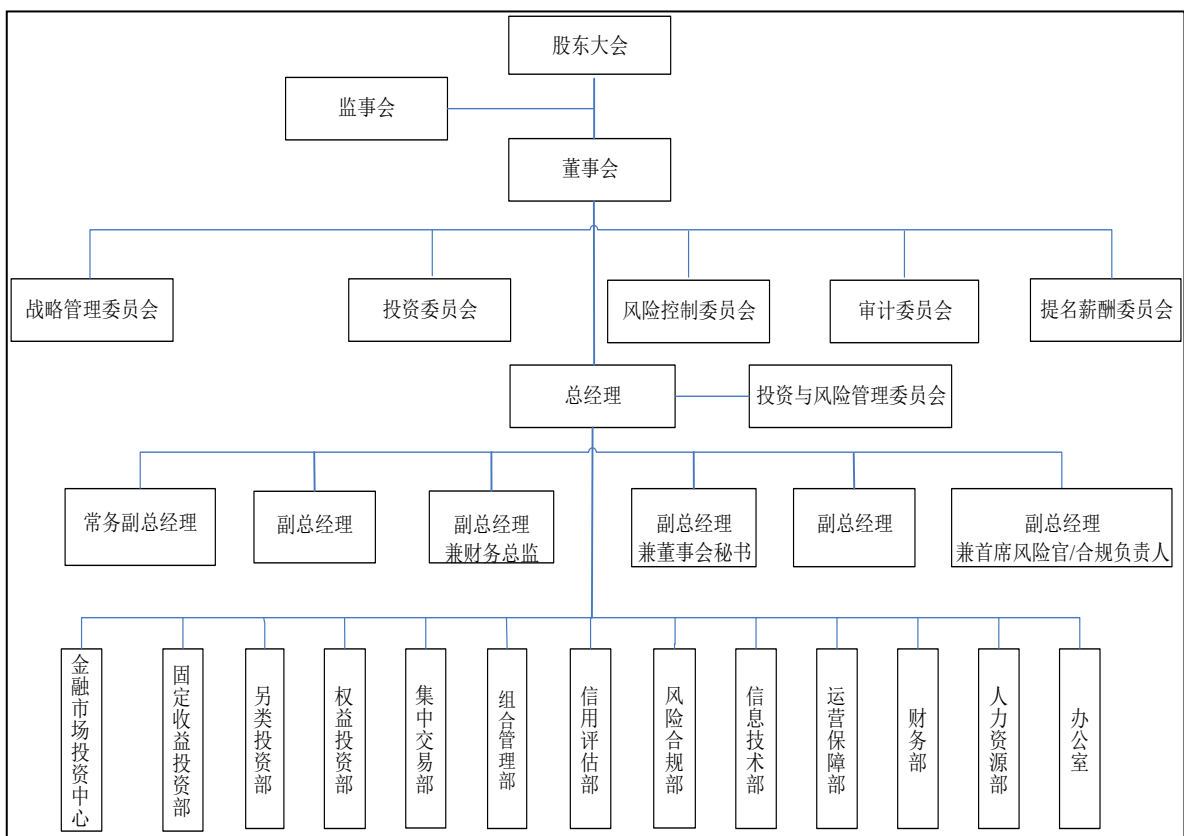 股东大会
监事会
董事会
战略管理委员会
投资委员会
风险控制委员会
审计委员会
提名薪酬委员会
总经理
投资与风险管理委员会
常务副总经理
副总经理
副总经理
兼财务总监
副总经理
兼董事会秘书
副总经理
副总经理
兼首席风险官/合规负责人
金融市场投资中心
固定收益投资部
另类投资部
权益投资部
集中交易部
组合管理部
信用评估部
风险合规部
信息技术部
运营保障部
财务部
人力资源部
办公室